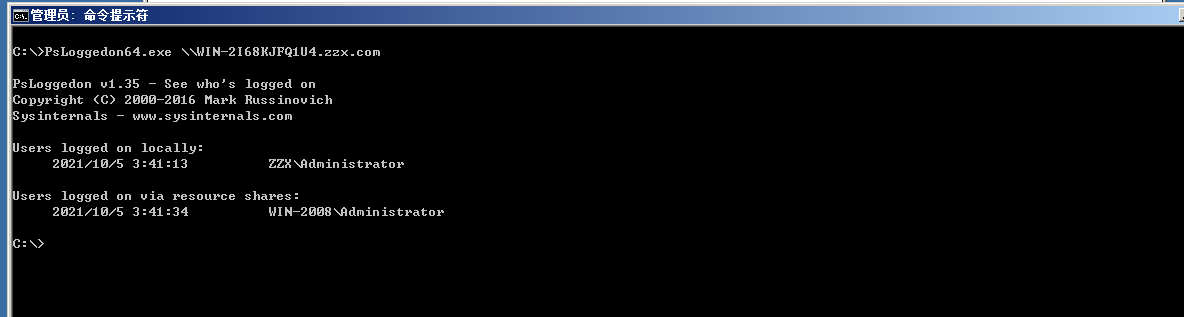 管理员: 命令提示符
C:\>PsLoggedon64.exe \\WIN-2I68KJFQ1U4.zzx.com
PsLoggedon v1.35 - See who's logged on
Copyright (C) 2000-2016 Mark Russinovich
Sysinternals - www.sysinternals.com
Users logged on locally:
2021/10/5 3:41:13 ZZX\Administrator
Users logged on via resource shares:
2021/10/5 3:41:34 WIN-2008\Administrator
C:\>